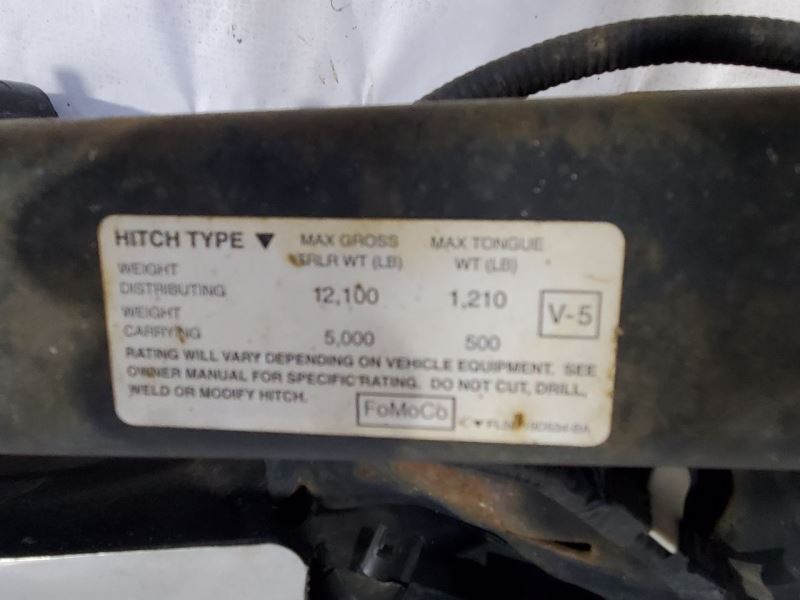 HITCH TYPE ▼ MAX GROSS MAX TONGUE
TRLR WT (LB) WT (LB)
WEIGHT
DISTRIBUTING 12,100 1,210
WEIGHT
CARRYING 5,000 500
V-5
RATING WILL VARY DEPENDING ON VEHICLE EQUIPMENT. SEE
OWNER MANUAL FOR SPECIFIC RATING. DO NOT CUT, DRILL,
WELD OR MODIFY HITCH.
FoMoCo